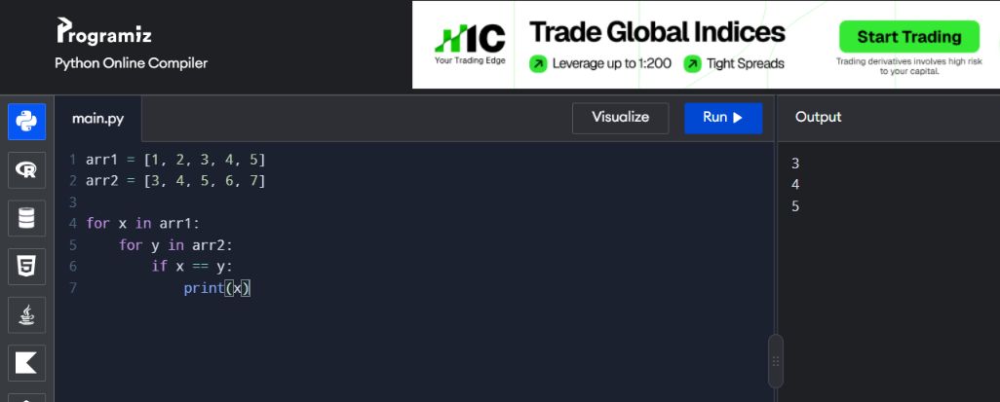 Programiz
Python Online Compiler
HIC
Your Trading Edge
Trade Global Indices
Leverage up to 1:200 Tight Spreads
Start Trading
Trading derivatives involves high risk
to your capital.
main.py
Visualize
Run
Output
1 arr1 = [1, 2, 3, 4, 5]
2 arr2 = [3, 4, 5, 6, 7]
3
4 for x in arr1:
5     for y in arr2:
6         if x == y:
7             print(x)
3
4
5
R
5